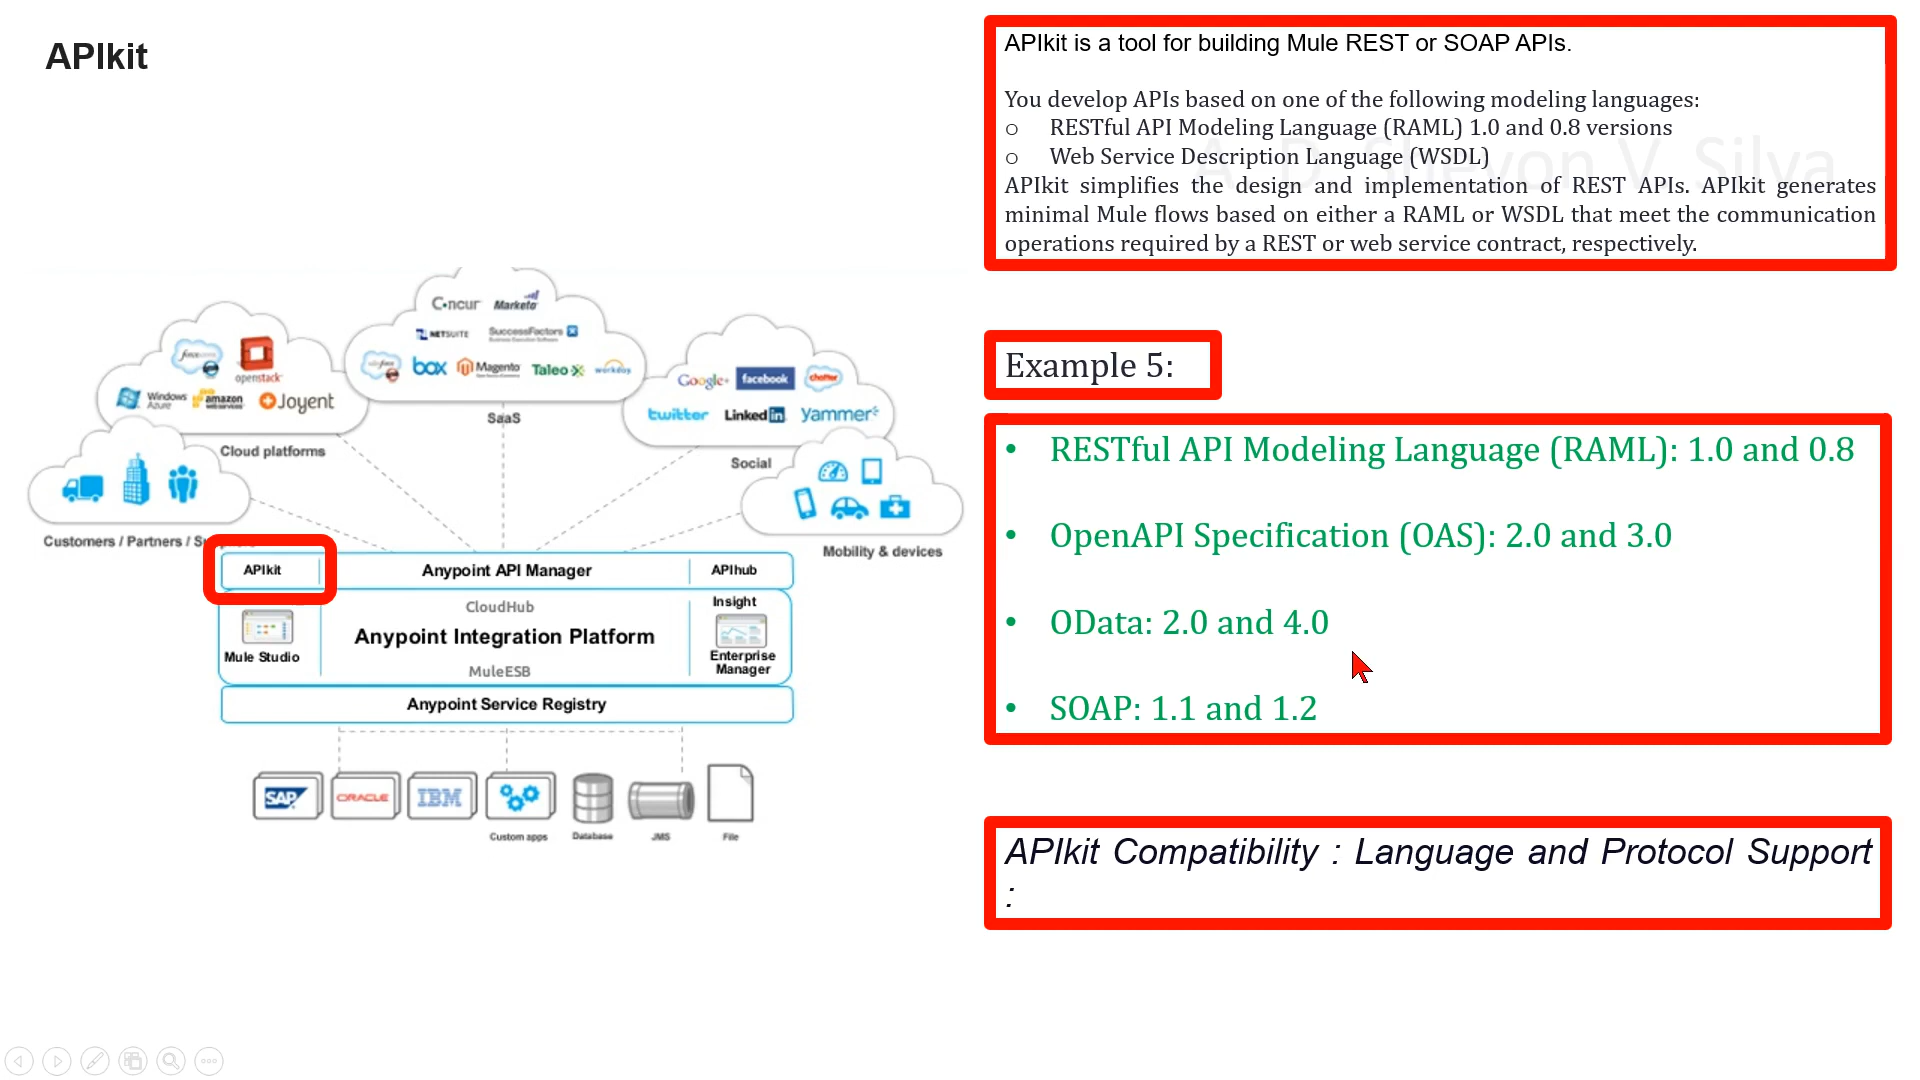 APIkit
APIkit is a tool for building Mule REST or SOAP APIs.
You develop APIs based on one of the following modeling languages:
o RESTful API Modeling Language (RAML) 1.0 and 0.8 versions
o Web Service Description Language (WSDL)
APIkit simplifies the design and implementation of REST APIs. APIkit generates
minimal Mule flows based on either a RAML or WSDL that meet the communication
operations required by a REST or web service contract, respectively.
Example 5:
• RESTful API Modeling Language (RAML): 1.0 and 0.8
• OpenAPI Specification (OAS): 2.0 and 3.0
• OData: 2.0 and 4.0
• SOAP: 1.1 and 1.2
APIkit Compatibility : Language and Protocol Support
:
Marketo
NETSUITE SuccessFactors
box Magento Taleo workday
SaaS
openstack
Windows Azure amazon Joyent
Cloud platforms
Google+ facebook chatter
twitter LinkedIn yammer
Social
Customers / Partners /
Mobility & devices
APIkit Anypoint API Manager APIhub
CloudHub
Insight
Anypoint Integration Platform
Mule Studio
MuleESB
Enterprise
Manager
Anypoint Service Registry
SAP ORACLE IBM
Custom apps Database JMS File